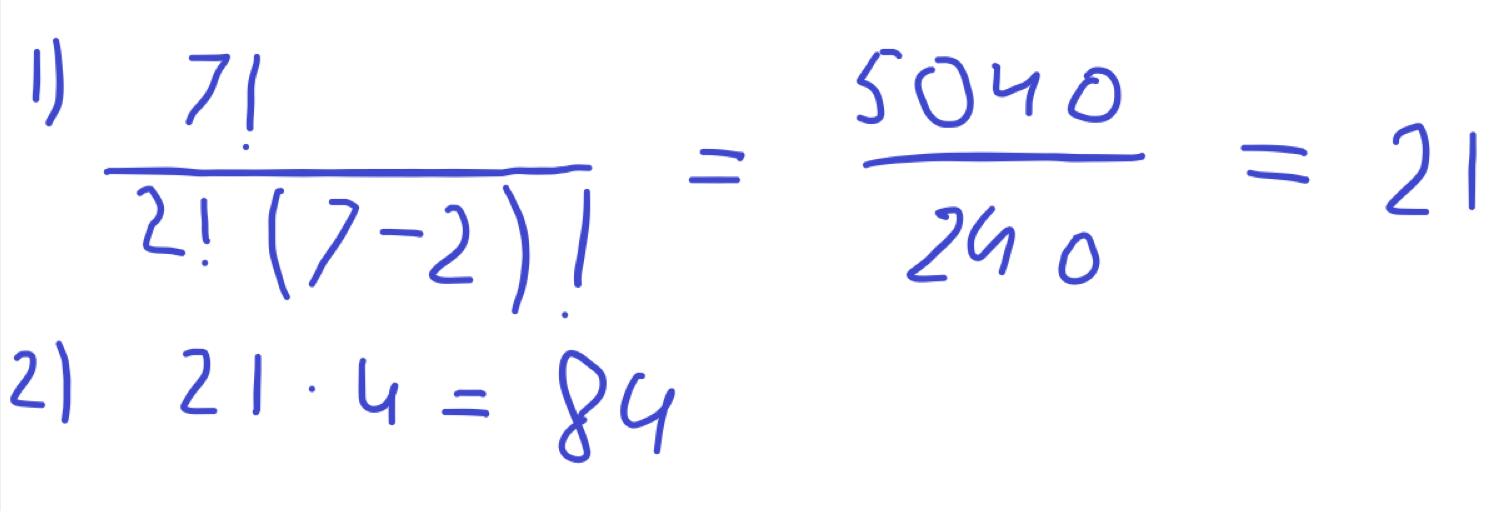 1) 7! / 2! (7-2)! = 5040 / 240 = 21
2) 21 · 4 = 84